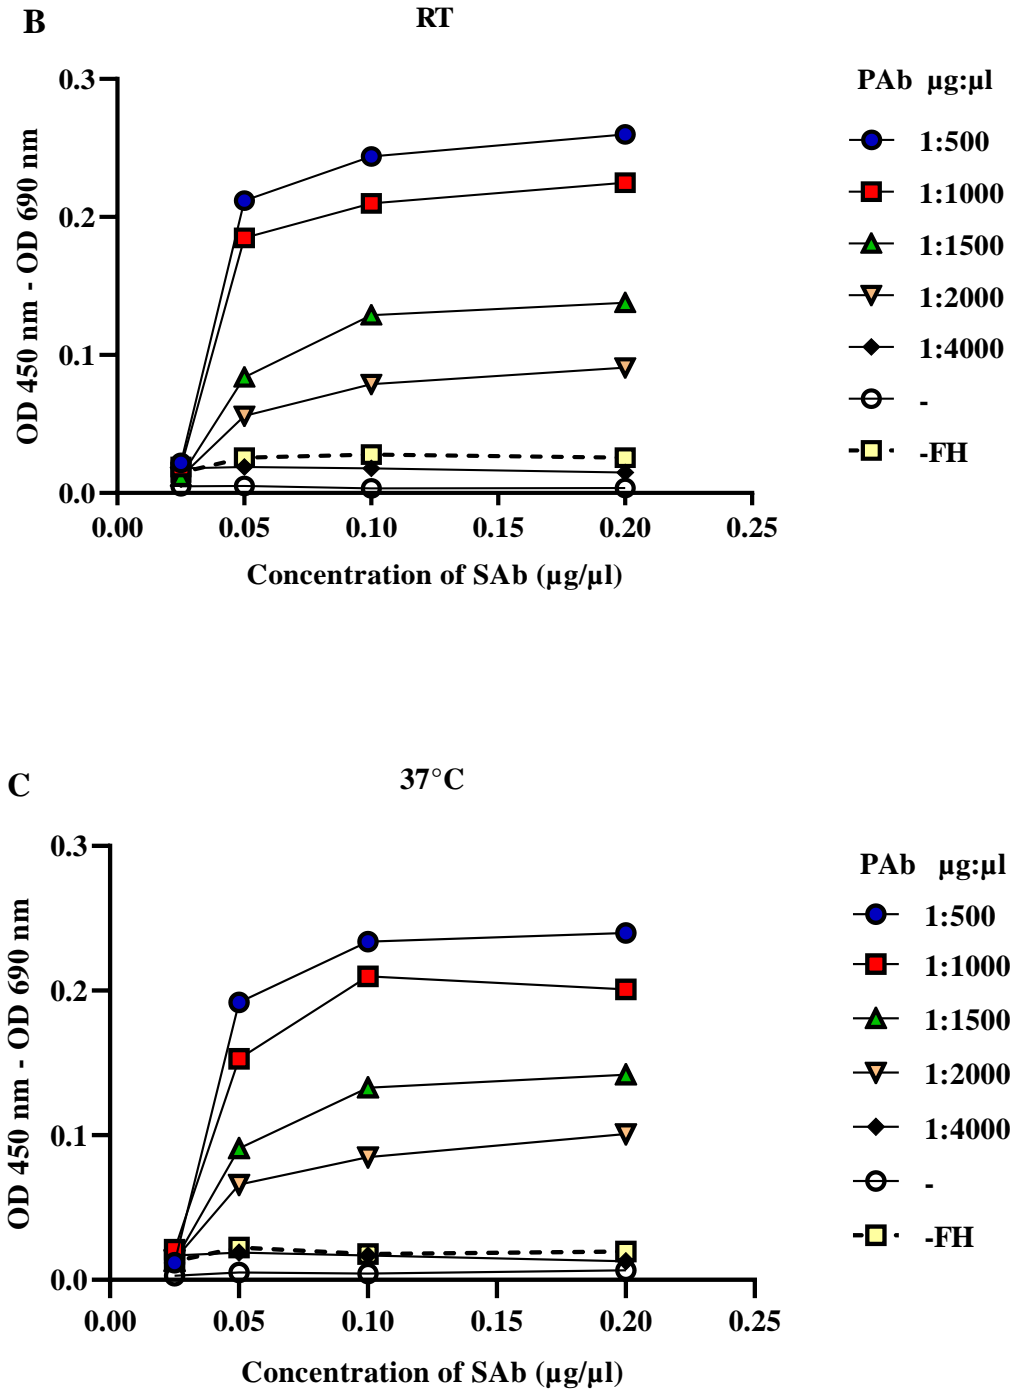 B
RT
PAb µg:µl
0.3
0.2
0.1
0.0
OD 450 nm - OD 690 nm
1:500
1:1000
1:1500
1:2000
1:4000
-
-FH
0.00 0.05 0.10 0.15 0.20 0.25
Concentration of SAb (µg/µl)
C
37°C
PAb µg:µl
0.3
0.2
0.1
0.0
OD 450 nm - OD 690 nm
1:500
1:1000
1:1500
1:2000
1:4000
-
-FH
0.00 0.05 0.10 0.15 0.20 0.25
Concentration of SAb (µg/µl)